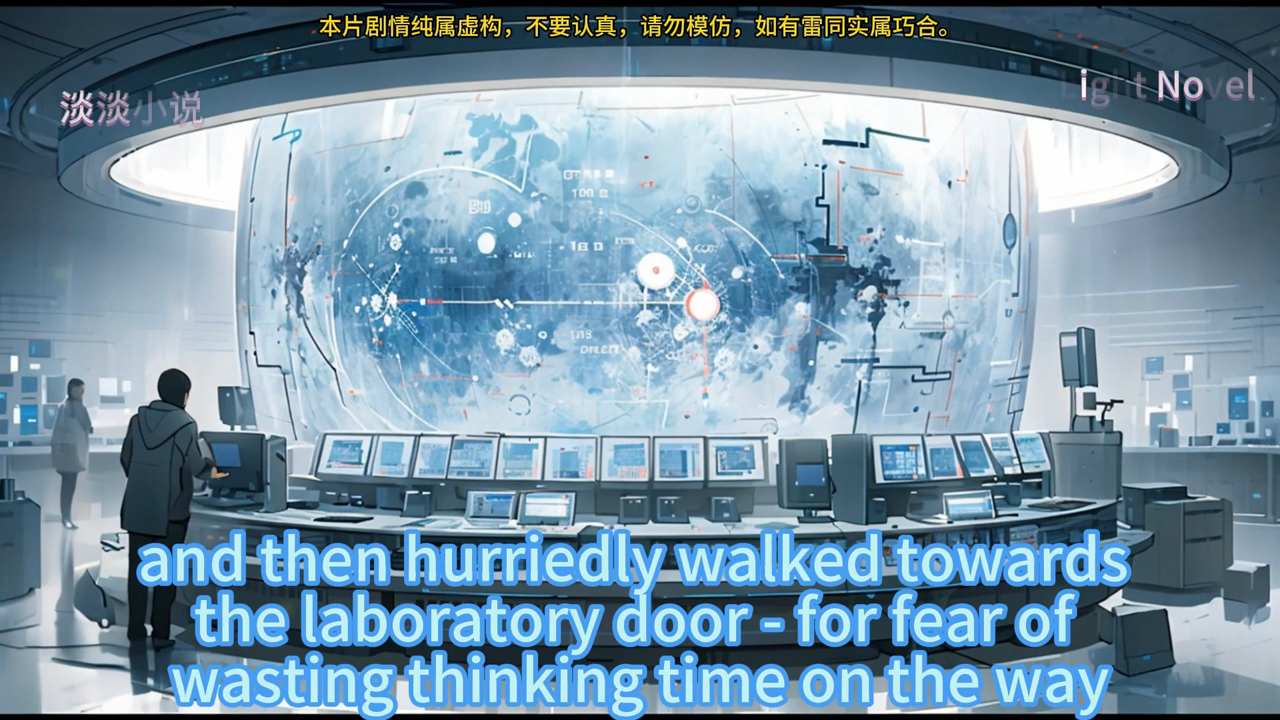 本片剧情纯属虚构，不要认真，请勿模仿，如有雷同实属巧合。
淡淡小说
ight Novel
and then hurriedly walked towards
the laboratory door - for fear of
wasting thinking time on the way